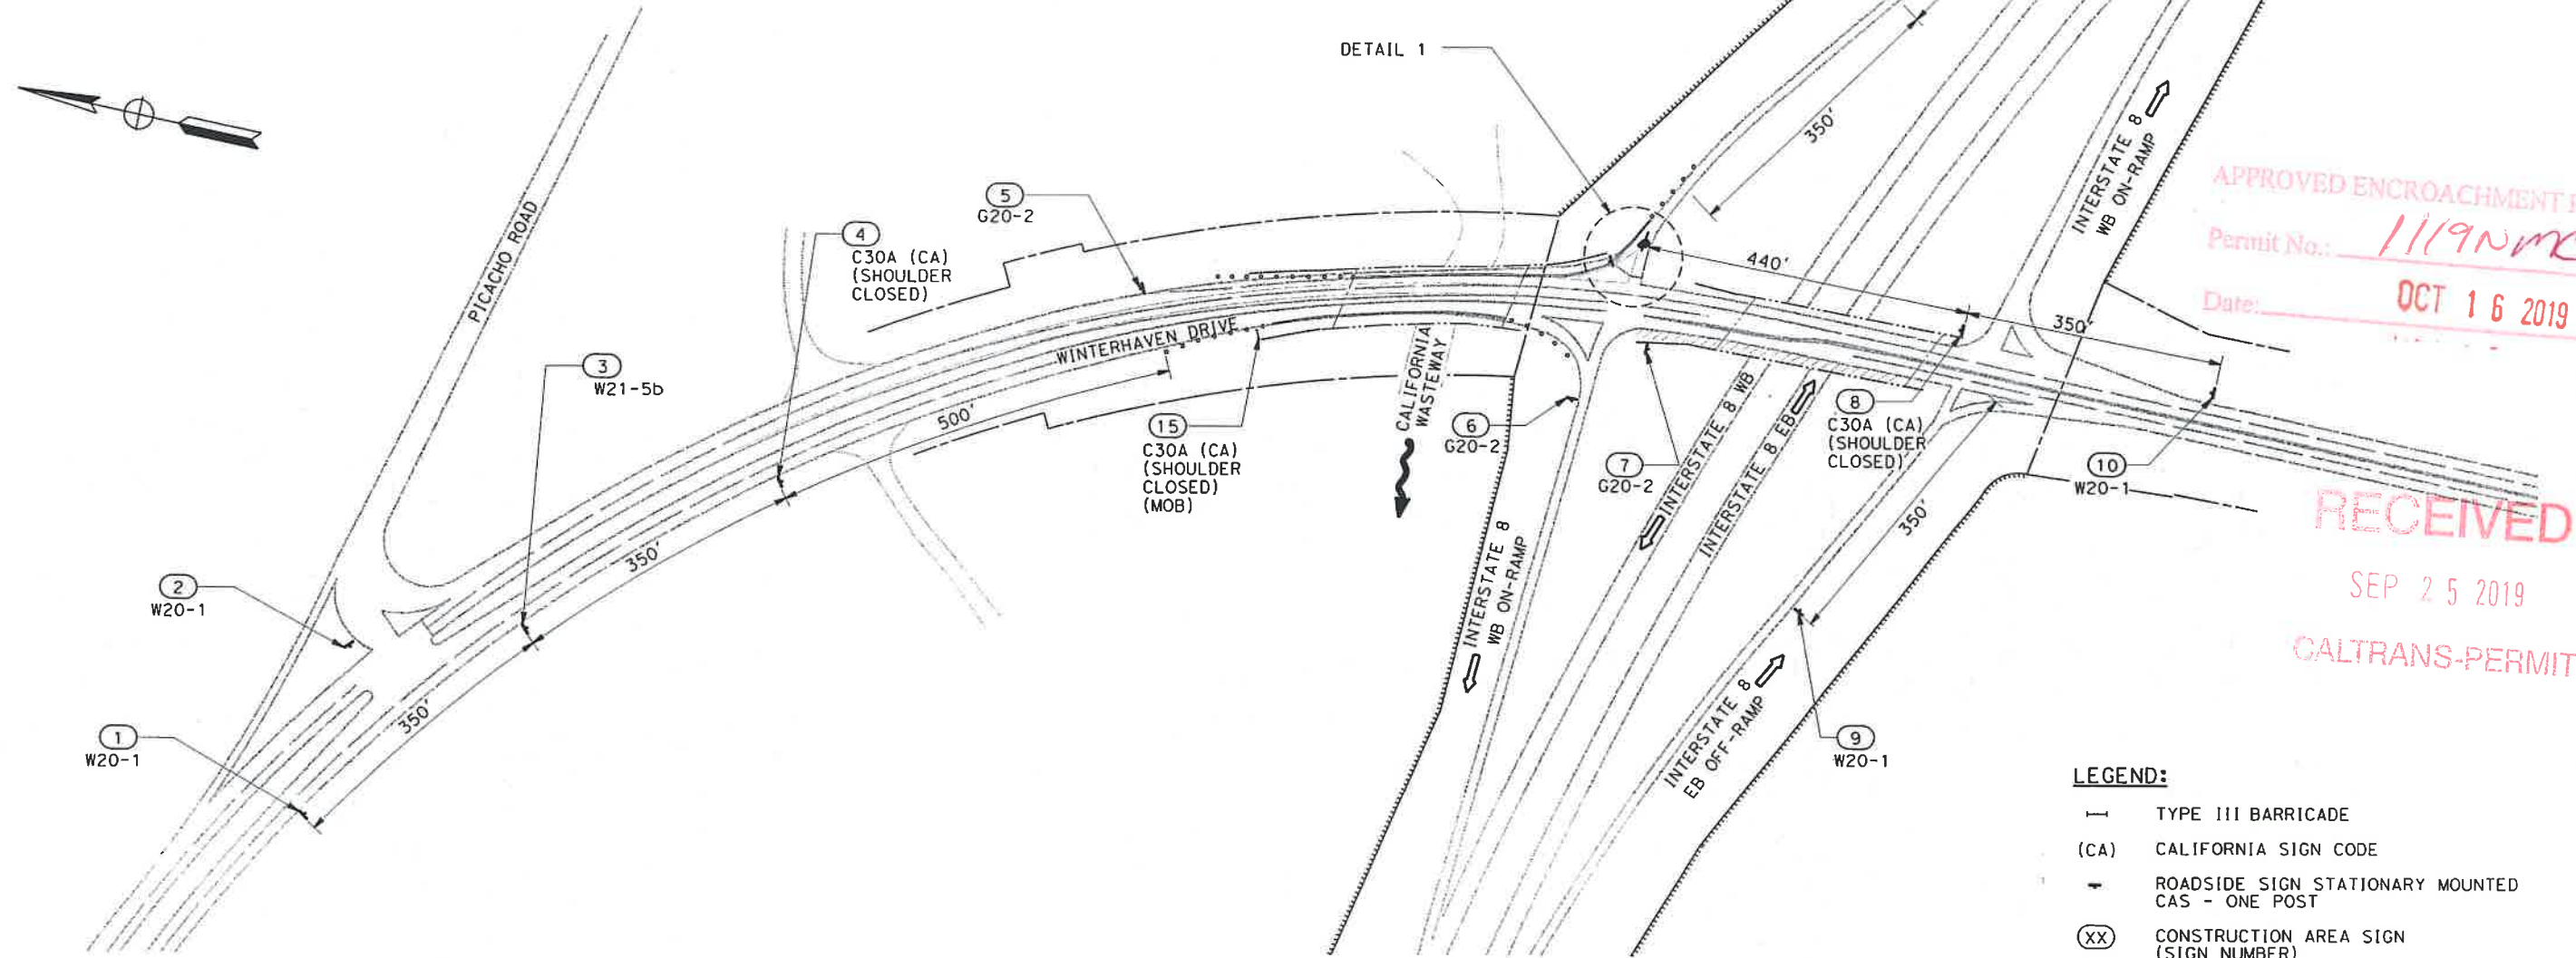 DETAIL 1
350'
INTERSTATE 8
WB ON-RAMP
APPROVED ENCROACHMENT
Permit No.:
Date:
OCT 16 2019
PICACHO ROAD
5
G20-2
4
C30A (CA)
(SHOULDER
CLOSED)
440'
350'
WINTERHAVEN DRIVE
3
W21-5b
500'
15
C30A (CA)
(SHOULDER
CLOSED)
(MOB)
CALIFORNIA
WASTEWAY
6
G20-2
7
G20-2
INTERSTATE 8 WB
INTERSTATE 8 EB
8
C30A (CA)
(SHOULDER
CLOSED)
10
W20-1
350'
RECEIVED
SEP 25 2019
CALTRANS-PERMIT
350'
2
W20-1
INTERSTATE 8
WB ON-RAMP
350'
1
W20-1
INTERSTATE 8
EB OFF-RAMP
9
W20-1
LEGEND:
TYPE III BARRICADE
(CA) CALIFORNIA SIGN CODE
ROADSIDE SIGN STATIONARY MOUNTED
CAS - ONE POST
XX CONSTRUCTION AREA SIGN
(SIGN NUMBER)